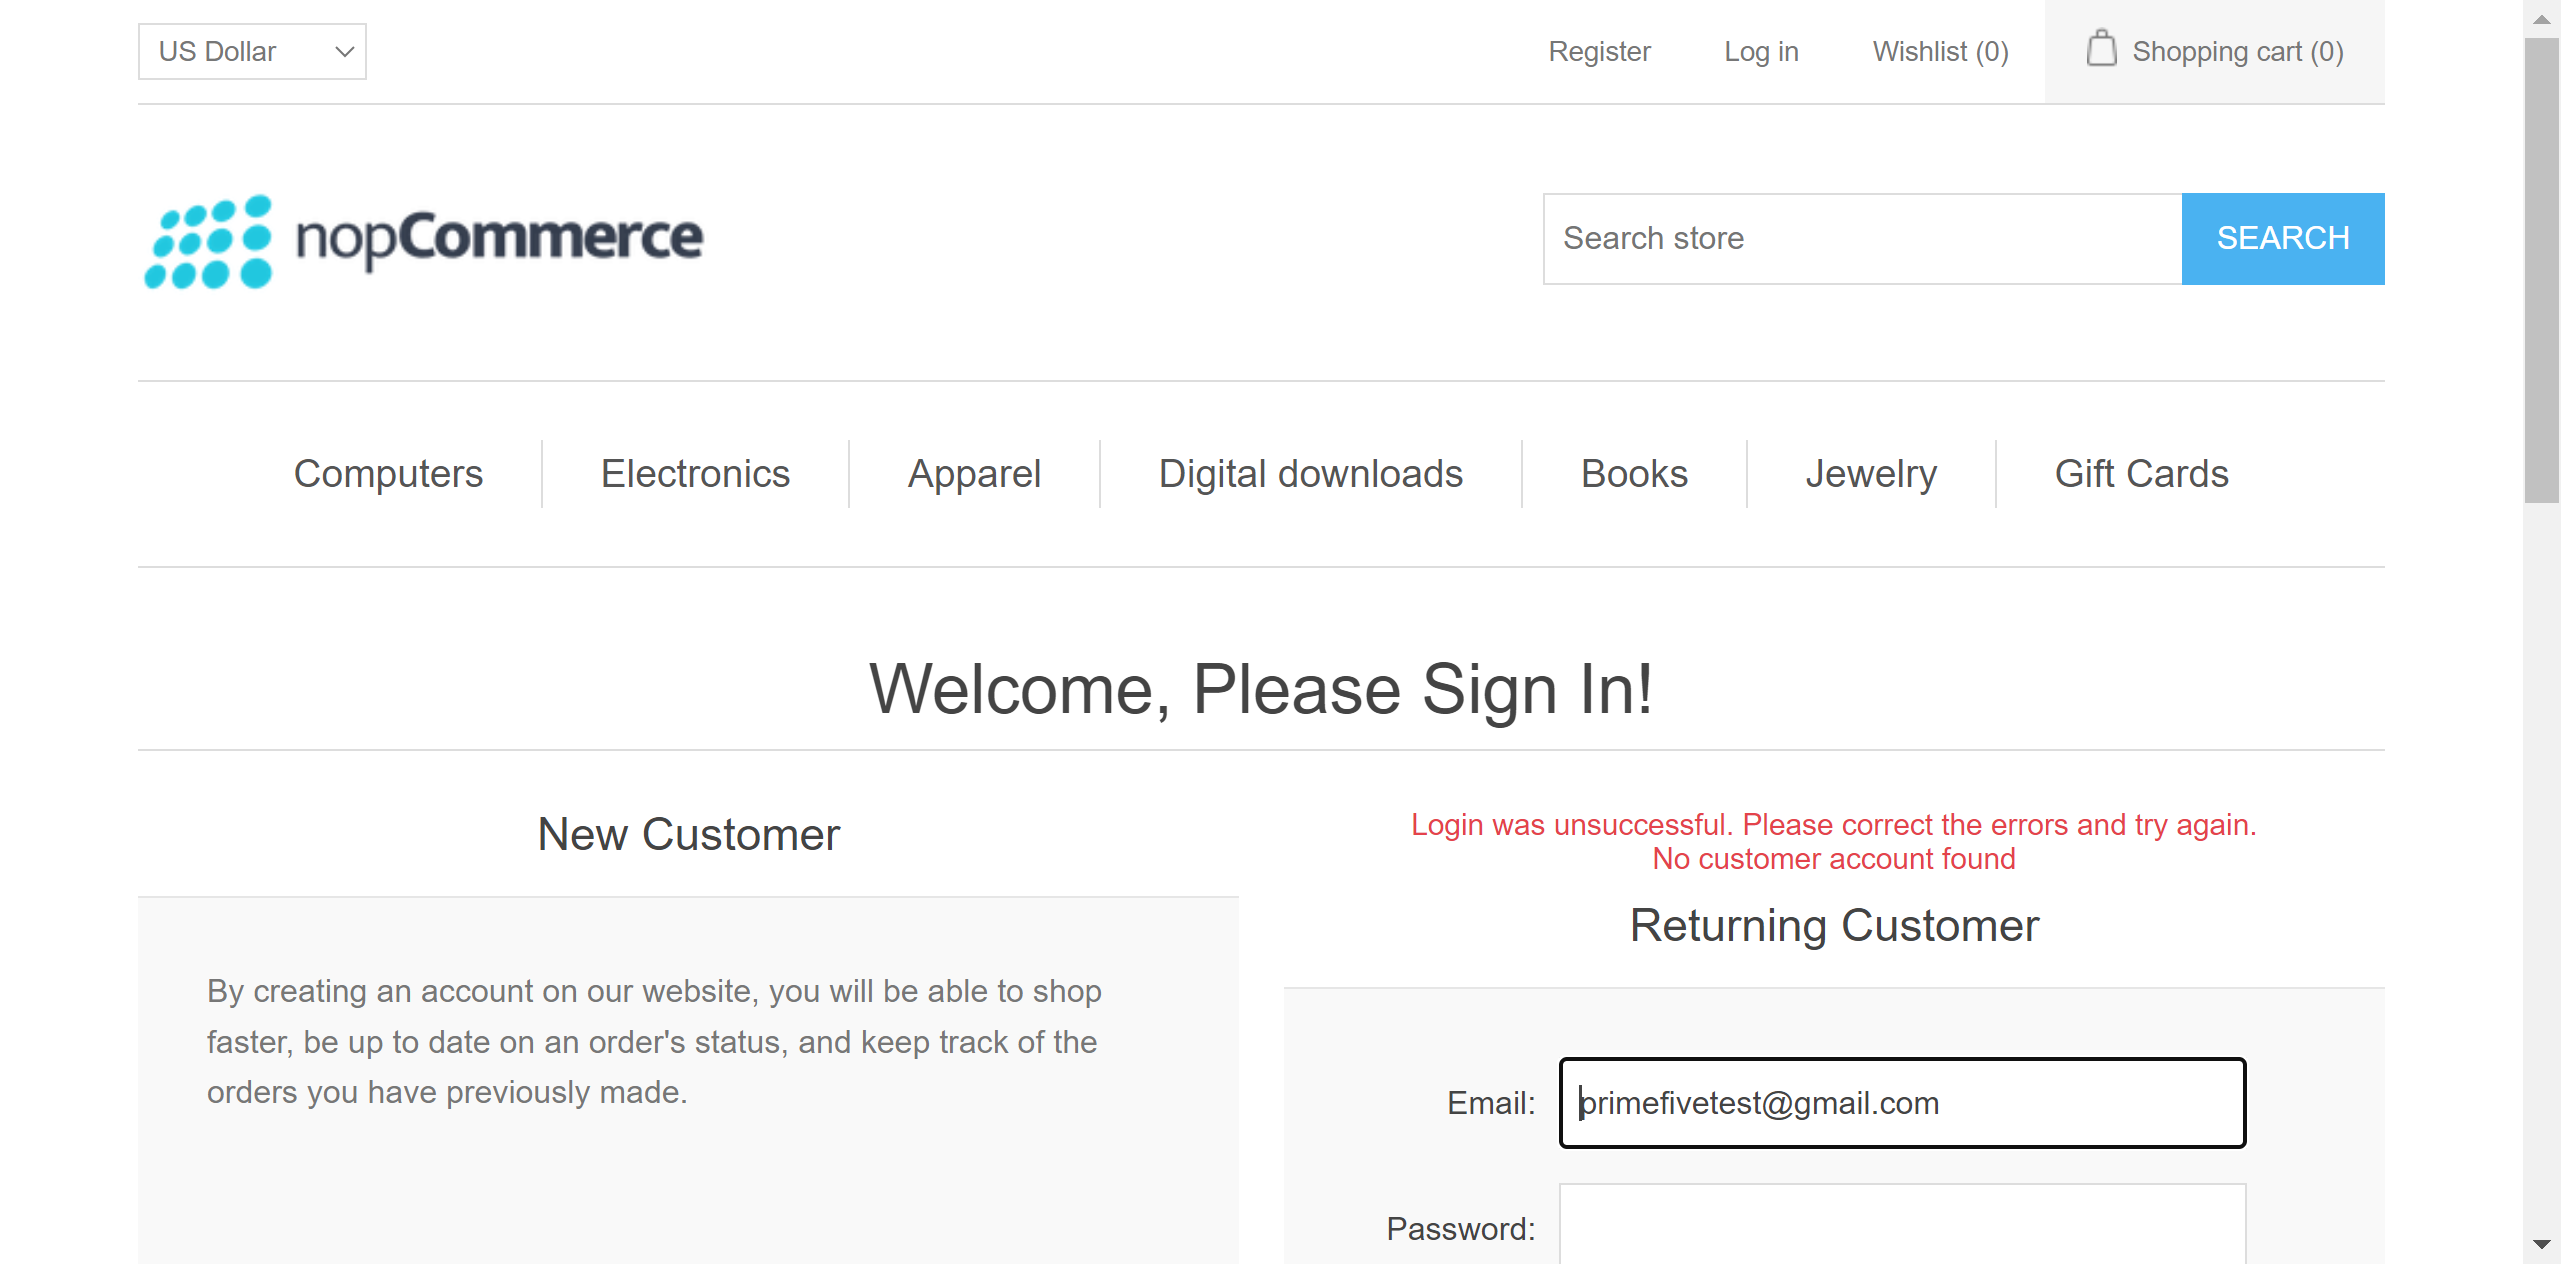 US Dollar
Register
Log in
Wishlist (0)
Shopping cart (0)
nopCommerce
Search store
SEARCH
Computers
Electronics
Apparel
Digital downloads
Books
Jewelry
Gift Cards
Welcome, Please Sign In!
New Customer
By creating an account on our website, you will be able to shop
faster, be up to date on an order's status, and keep track of the
orders you have previously made.
Login was unsuccessful. Please correct the errors and try again.
No customer account found
Returning Customer
Email:
primefivetest@gmail.com
Password: